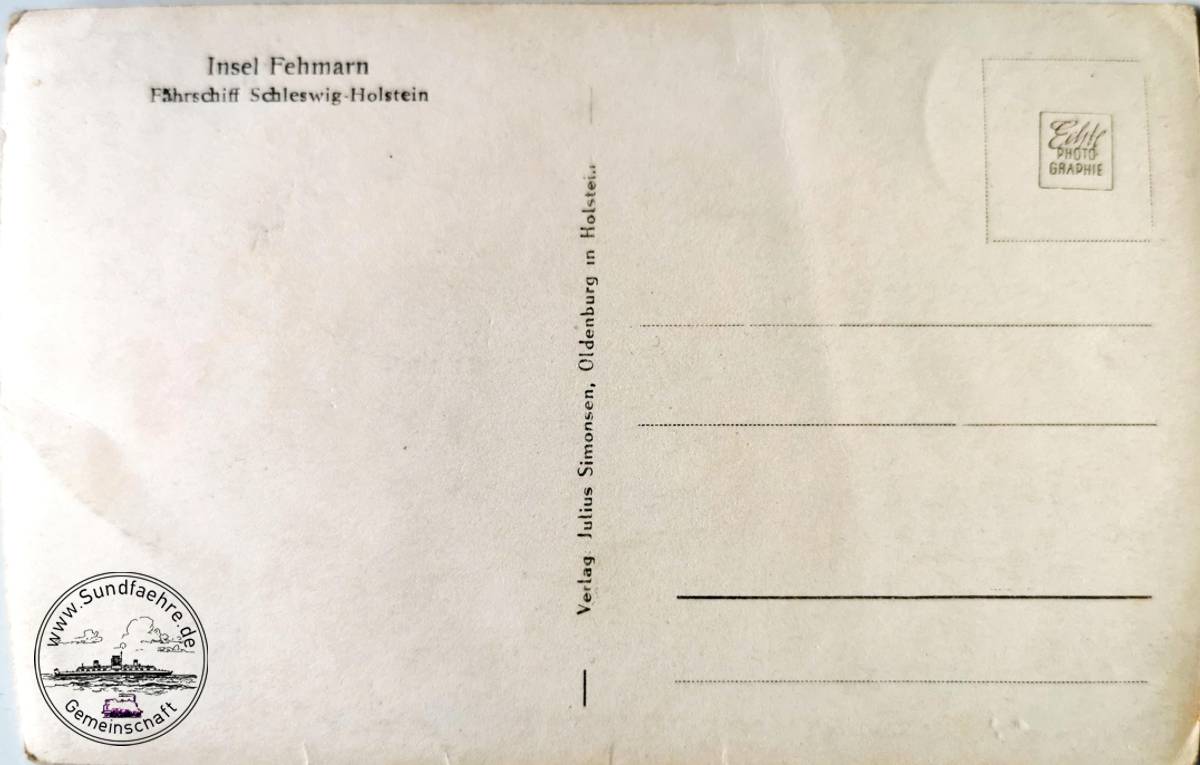 Insel Fehmarn
Fährschiff Schleswig-Holstein
Verlag: Julius Simonsen, Oldenburg in Holstein
Echte
PHOTO-
GRAPHIE
www.Sundfaehre.de
Gemeinschaft